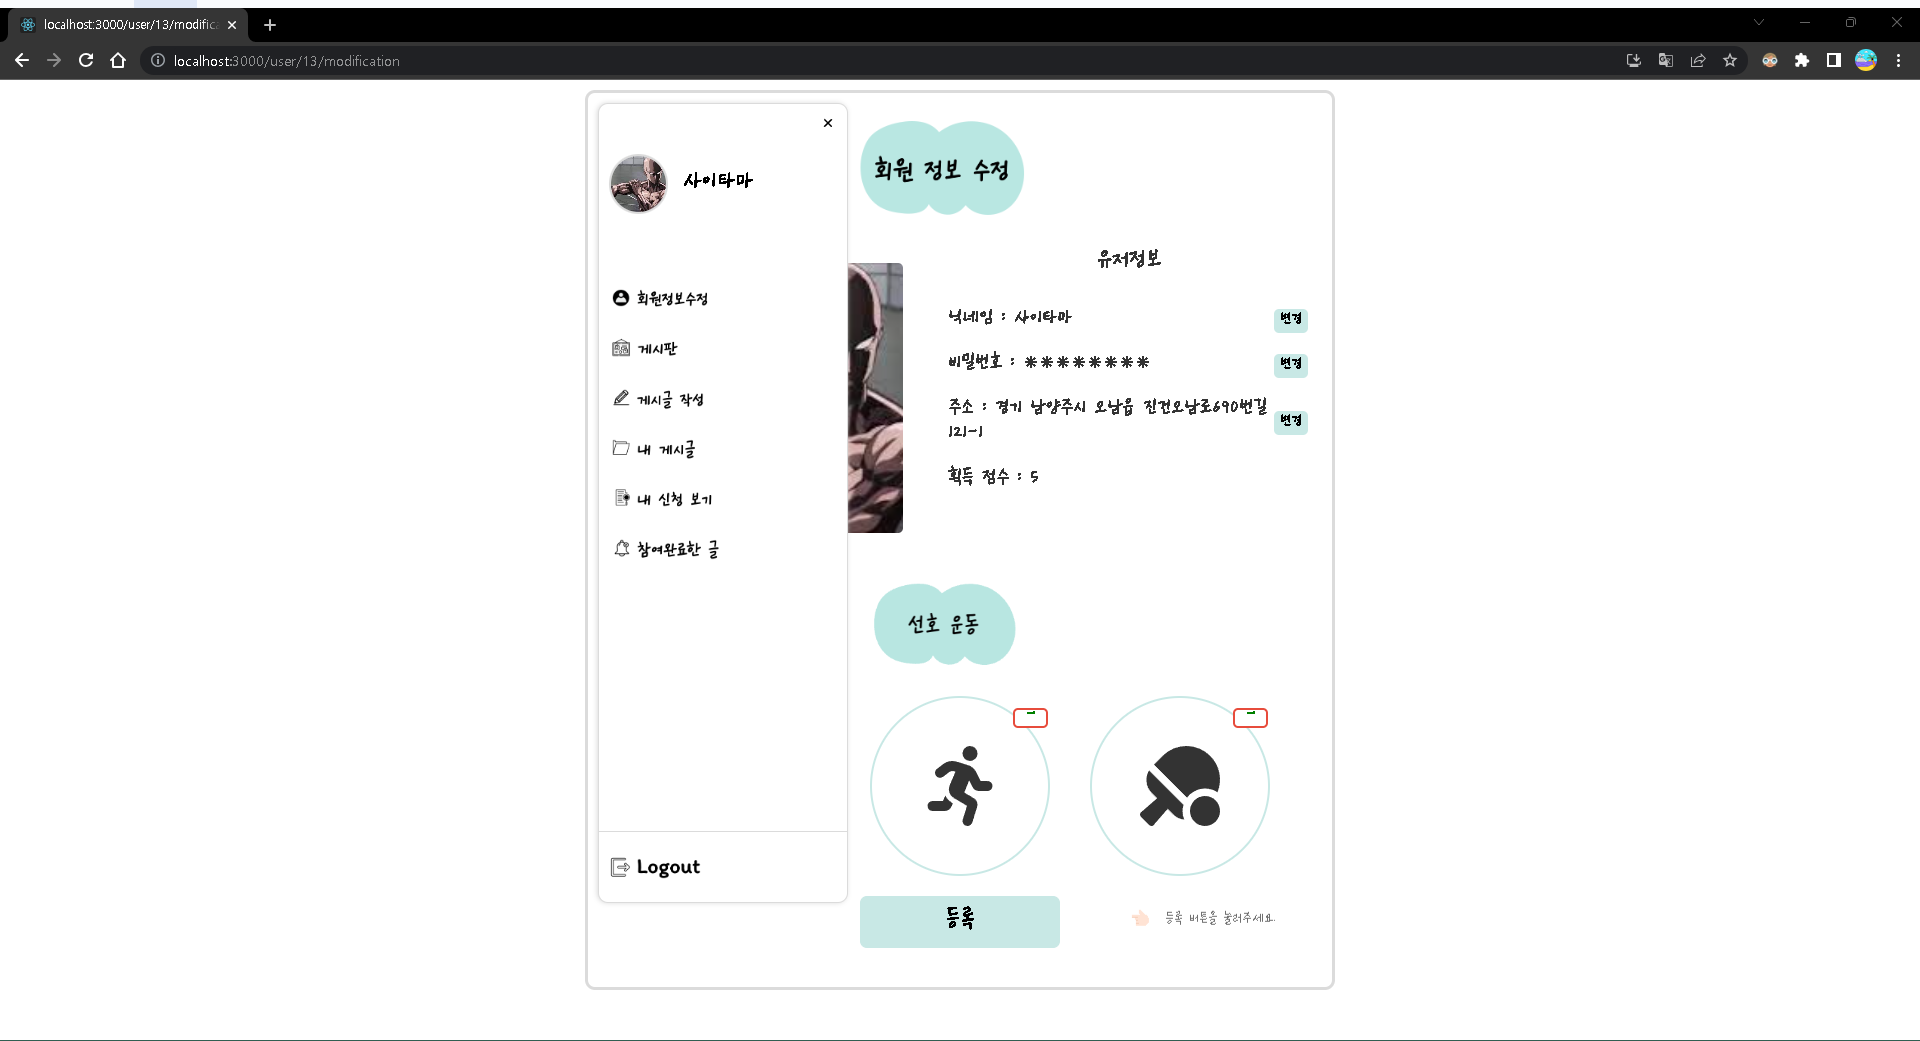 localhost:3000/user/13/modifica
localhost:3000/user/13/modification
사이타마
회원정보수정
게시판
게시글 작성
내 게시글
내 신청 보기
참여완료한 글
Logout
회원 정보 수정
유저정보
닉네임 : 사이타마
변경
비밀번호 : ********
변경
주소 : 경기 남양주시 오남읍 진건오남로690번길
121-1
변경
획득 점수 : 5
선호 운동
등록
등록 버튼을 눌러주세요.